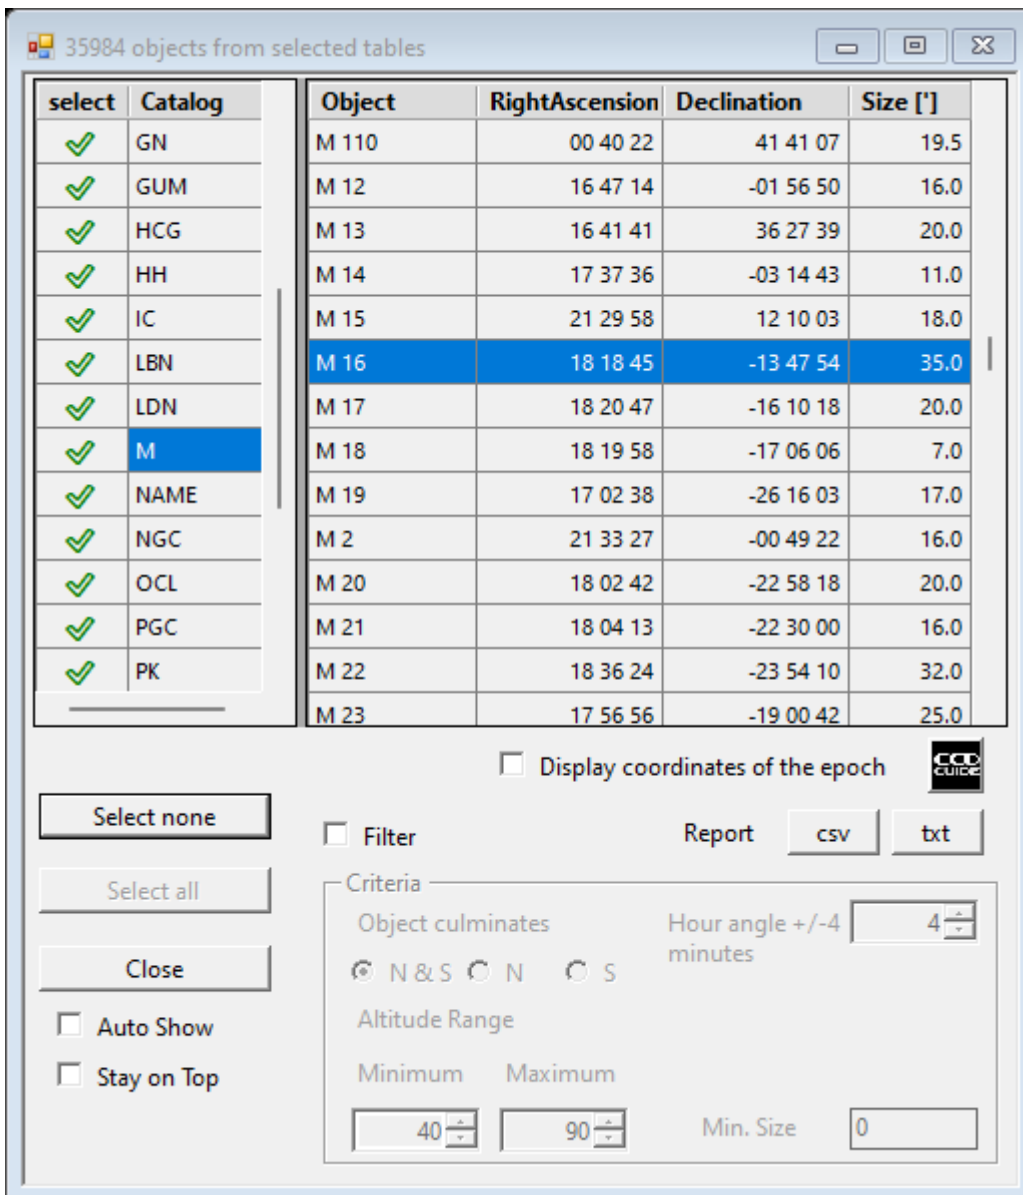 35984 objects from selected tables
select Catalog Object RightAscension Declination Size [']
GN M 110 00 40 22 41 41 07 19.5
GUM M 12 16 47 14 -01 56 50 16.0
HCG M 13 16 41 41 36 27 39 20.0
HH M 14 17 37 36 -03 14 43 11.0
IC M 15 21 29 58 12 10 03 18.0
LBN M 16 18 18 45 -13 47 54 35.0
LDN M 17 18 20 47 -16 10 18 20.0
M M 18 18 19 58 -17 06 06 7.0
NAME M 19 17 02 38 -26 16 03 17.0
NGC M 2 21 33 27 -00 49 22 16.0
OCL M 20 18 02 42 -22 58 18 20.0
PGC M 21 18 04 13 -22 30 00 16.0
PK M 22 18 36 24 -23 54 10 32.0
M 23 17 56 56 -19 00 42 25.0
Display coordinates of the epoch CCD GUIDE
Select none
Filter Report csv txt
Select all
Criteria
Object culminates Hour angle +/-4 minutes 4
Close
N & S N S
Auto Show
Altitude Range
Stay on Top
Minimum Maximum
40 90 Min. Size 0